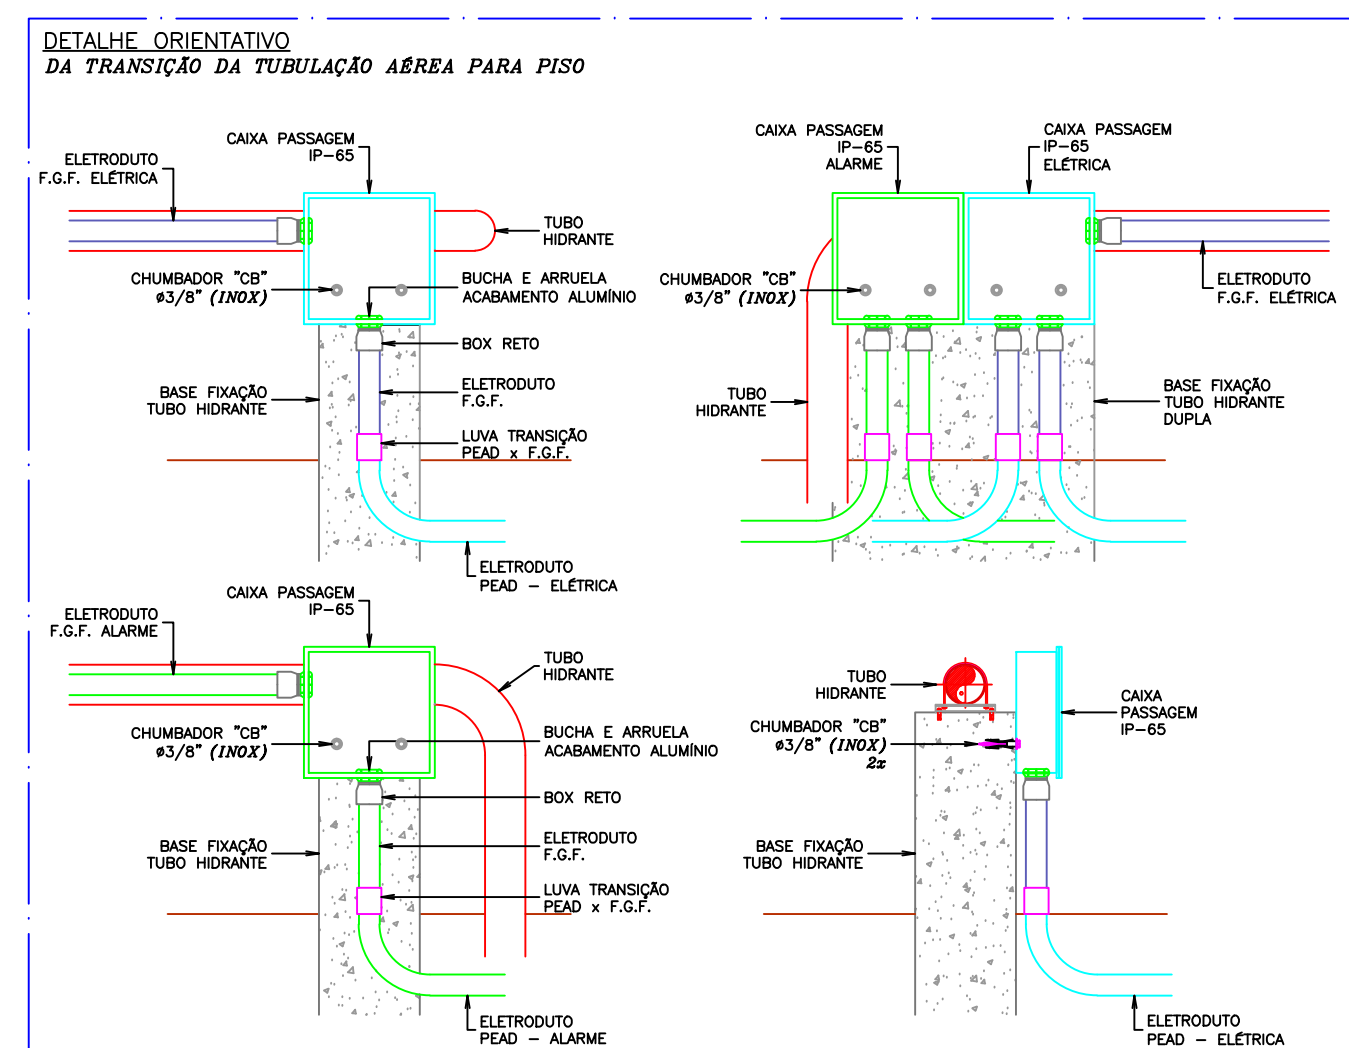 DETALHE ORIENTATIVO
DA TRANSIÇÃO DA TUBULAÇÃO AÉREA PARA PISO
CAIXA PASSAGEM
IP-65
ELETRODUTO
F.G.F. ELÉTRICA
TUBO
HIDRANTE
CHUMBADOR "CB"
ø3/8" (INOX)
BUCHA E ARRUELA
ACABAMENTO ALUMÍNIO
BOX RETO
BASE FIXAÇÃO
TUBO HIDRANTE
ELETRODUTO
F.G.F.
LUVA TRANSIÇÃO
PEAD x F.G.F.
ELETRODUTO
PEAD - ELÉTRICA
CAIXA PASSAGEM
IP-65
ALARME
CAIXA PASSAGEM
IP-65
ELÉTRICA
CHUMBADOR "CB"
ø3/8" (INOX)
ELETRODUTO
F.G.F. ELÉTRICA
TUBO
HIDRANTE
BASE FIXAÇÃO
TUBO HIDRANTE
DUPLA
CAIXA PASSAGEM
IP-65
ELETRODUTO
F.G.F. ALARME
TUBO
HIDRANTE
CHUMBADOR "CB"
ø3/8" (INOX)
BUCHA E ARRUELA
ACABAMENTO ALUMÍNIO
BOX RETO
BASE FIXAÇÃO
TUBO HIDRANTE
ELETRODUTO
F.G.F.
LUVA TRANSIÇÃO
PEAD x F.G.F.
ELETRODUTO
PEAD - ALARME
TUBO
HIDRANTE
CAIXA
PASSAGEM
IP-65
CHUMBADOR "CB"
ø3/8" (INOX)
2x
BASE FIXAÇÃO
TUBO HIDRANTE
ELETRODUTO
PEAD - ELÉTRICA